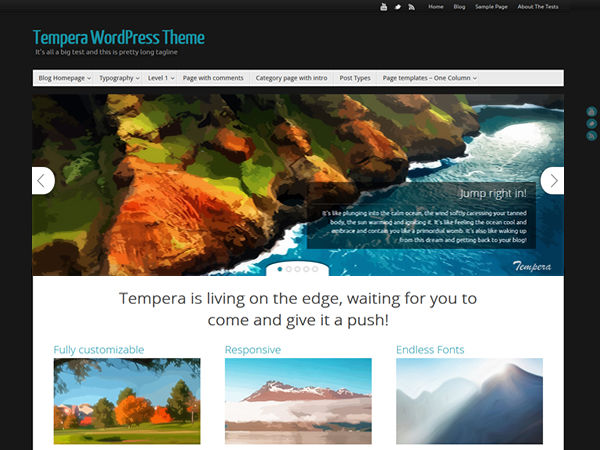 Home Blog Sample Page About The Tests
Tempera WordPress Theme
It's all a big test and this is pretty long tagline
Blog Homepage Typography Level 1 Page with comments Category page with intro Post Types Page templates – One Column
Jump right in!
It's like plunging into the calm ocean, the wind softly caressing your tanned
body, the sun warming and igniting it. It's like feeling the ocean cool and
embrace and contain you like a primordial womb. It's also like waking up
from this dream and getting back to your blog!
Tempera
Tempera is living on the edge, waiting for you to
come and give it a push!
Fully customizable Responsive Endless Fonts